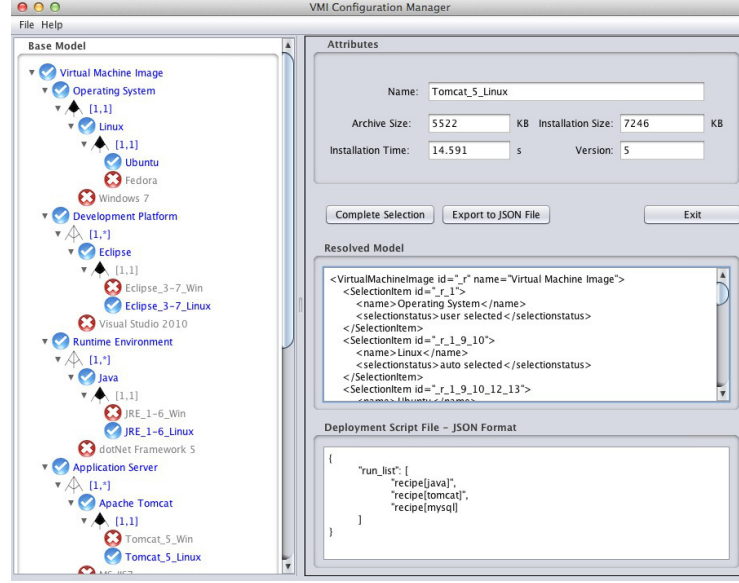 VMI Configuration Manager
File Help
Base Model
Virtual Machine Image
Operating System
[1,1]
Linux
[1,1]
Ubuntu
Fedora
Windows 7
Development Platform
[1,*]
Eclipse
[1,1]
Eclipse_3-7_Win
Eclipse_3-7_Linux
Visual Studio 2010
Runtime Environment
[1,*]
Java
[1,1]
JRE_1-6_Win
JRE_1-6_Linux
dotNet Framework 5
Application Server
[1,*]
Apache Tomcat
[1,1]
Tomcat_5_Win
Tomcat_5_Linux
Attributes
Name: Tomcat_5_Linux
Archive Size: 5522 KB Installation Size: 7246 KB
Installation Time: 14.591 s Version: 5
Complete Selection Export to JSON File Exit
Resolved Model
<VirtualMachineImage id="_r" name="Virtual Machine Image">
<SelectionItem id="_r_1">
<name>Operating System</name>
<selectionstatus>user selected</selectionstatus>
</SelectionItem>
<SelectionItem id="_r_1_9_10">
<name>Linux</name>
<selectionstatus>auto selected</selectionstatus>
</SelectionItem>
<SelectionItem id="_r_1_9_10_12_13">
<name>Ubuntu</name>
Deployment Script File - JSON Format
{
"run_list": [
"recipe[java]",
"recipe[tomcat]",
"recipe[mysql]
]
}